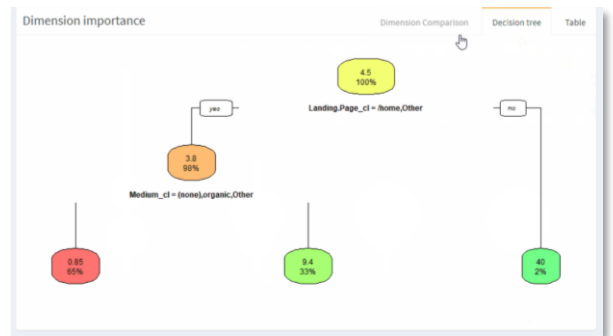 Dimension importance
Dimension Comparison Decision tree Table
4.5
100%
yes
Landing.Page_cl = /home,Other
no
3.8
98%
Medium_cl = (none),organic,Other
0.85
65%
9.4
33%
40
2%